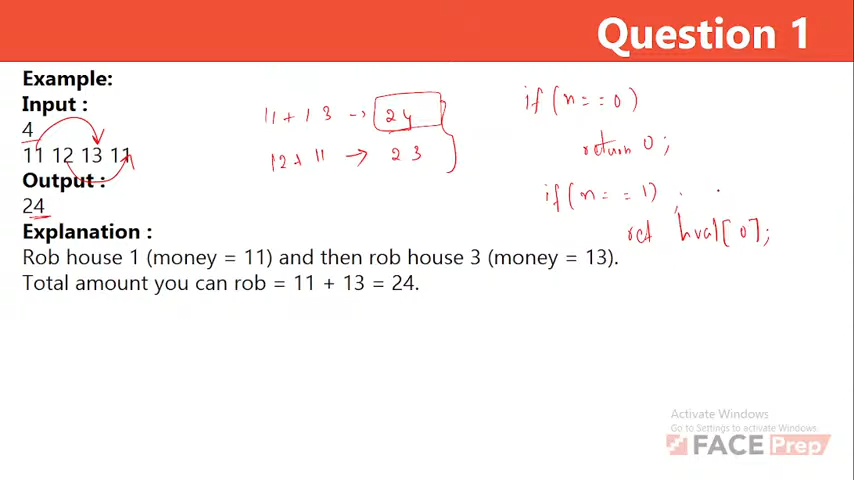 Question 1
Example:
Input :
4
11 12 13 11
Output :
24
Explanation :
Rob house 1 (money = 11) and then rob house 3 (money = 13).
Total amount you can rob = 11 + 13 = 24.
11 + 13 -> 24
12 + 11 -> 23
if (n == 0)
return 0;
if (n == 1) ;
ret hval[0];
Activate Windows
Go to Settings to activate Windows.
FACE Prep